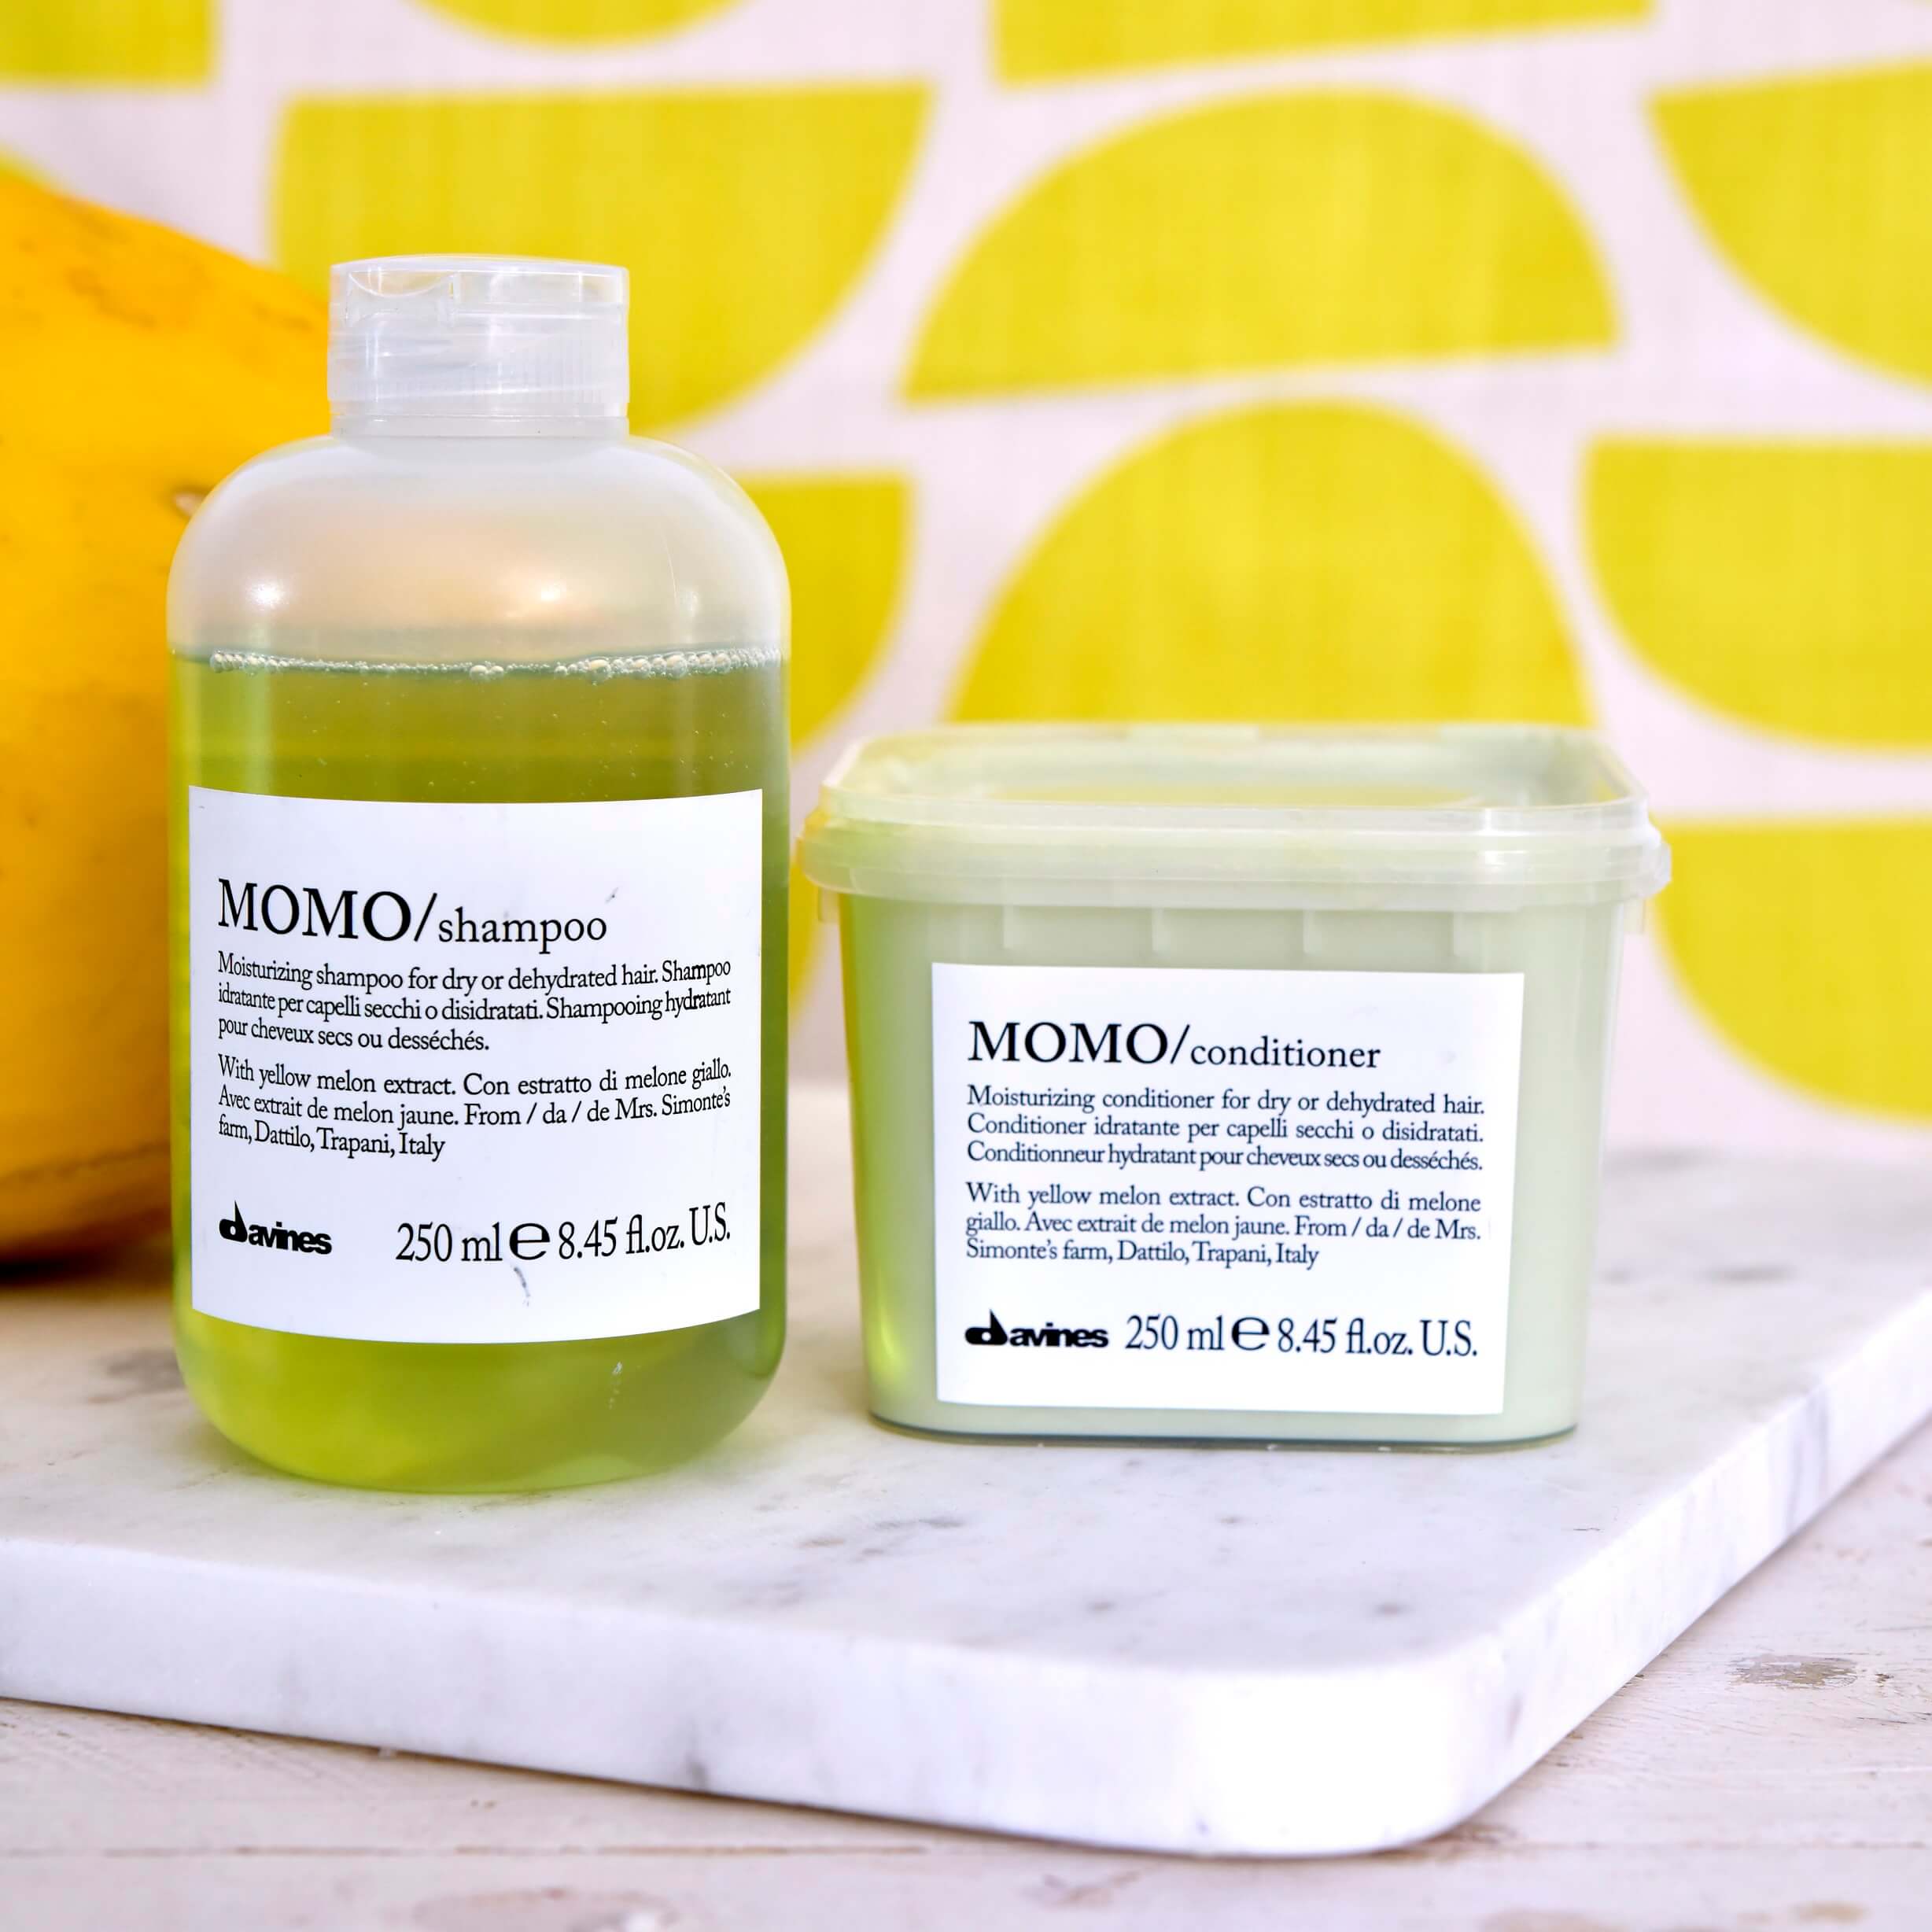 MOMO/shampoo
Moisturizing shampoo for dry or dehydrated hair. Shampoo
idratante per capelli secchi o disidratati. Shampooing hydratant
pour cheveux secs ou desséchés.
With yellow melon extract. Con estratto di melone giallo.
Avec extrait de melon jaune. From / da / de Mrs. Simonte's
farm, Dattilo, Trapani, Italy
davines 250 ml ℮ 8.45 fl.oz. U.S.
MOMO/conditioner
Moisturizing conditioner for dry or dehydrated hair.
Conditioner idratante per capelli secchi o disidratati.
Conditionneur hydratant pour cheveux secs ou desséchés.
With yellow melon extract. Con estratto di melone
giallo. Avec extrait de melon jaune. From / da / de Mrs.
Simonte's farm, Dattilo, Trapani, Italy
davines 250 ml ℮ 8.45 fl.oz. U.S.